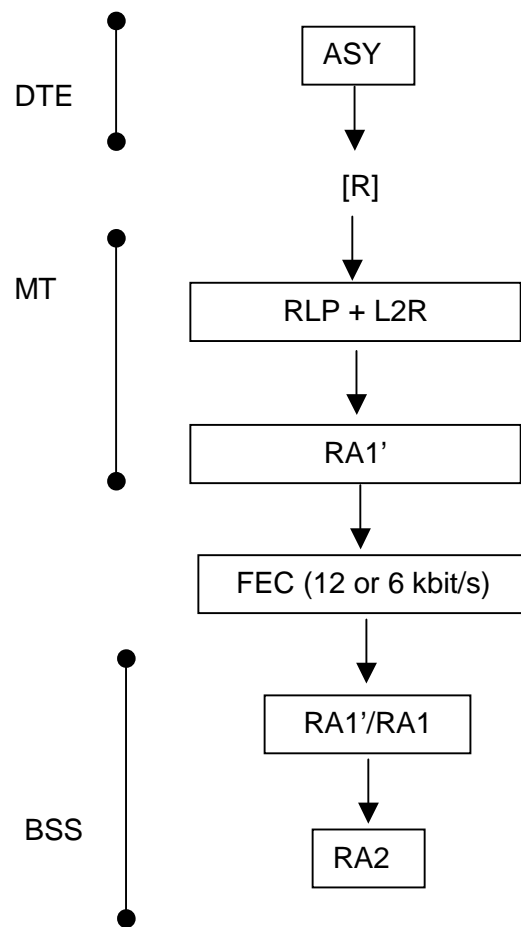 ASY
DTE
[R]
MT
RLP + L2R
RA1’
FEC (12 or 6 kbit/s)
RA1’/RA1
BSS
RA2